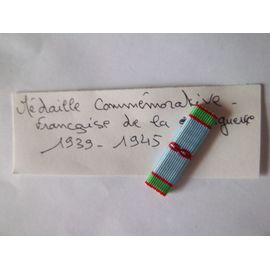 Médaille Commémorative -
Française de la guerre
1939 - 1945